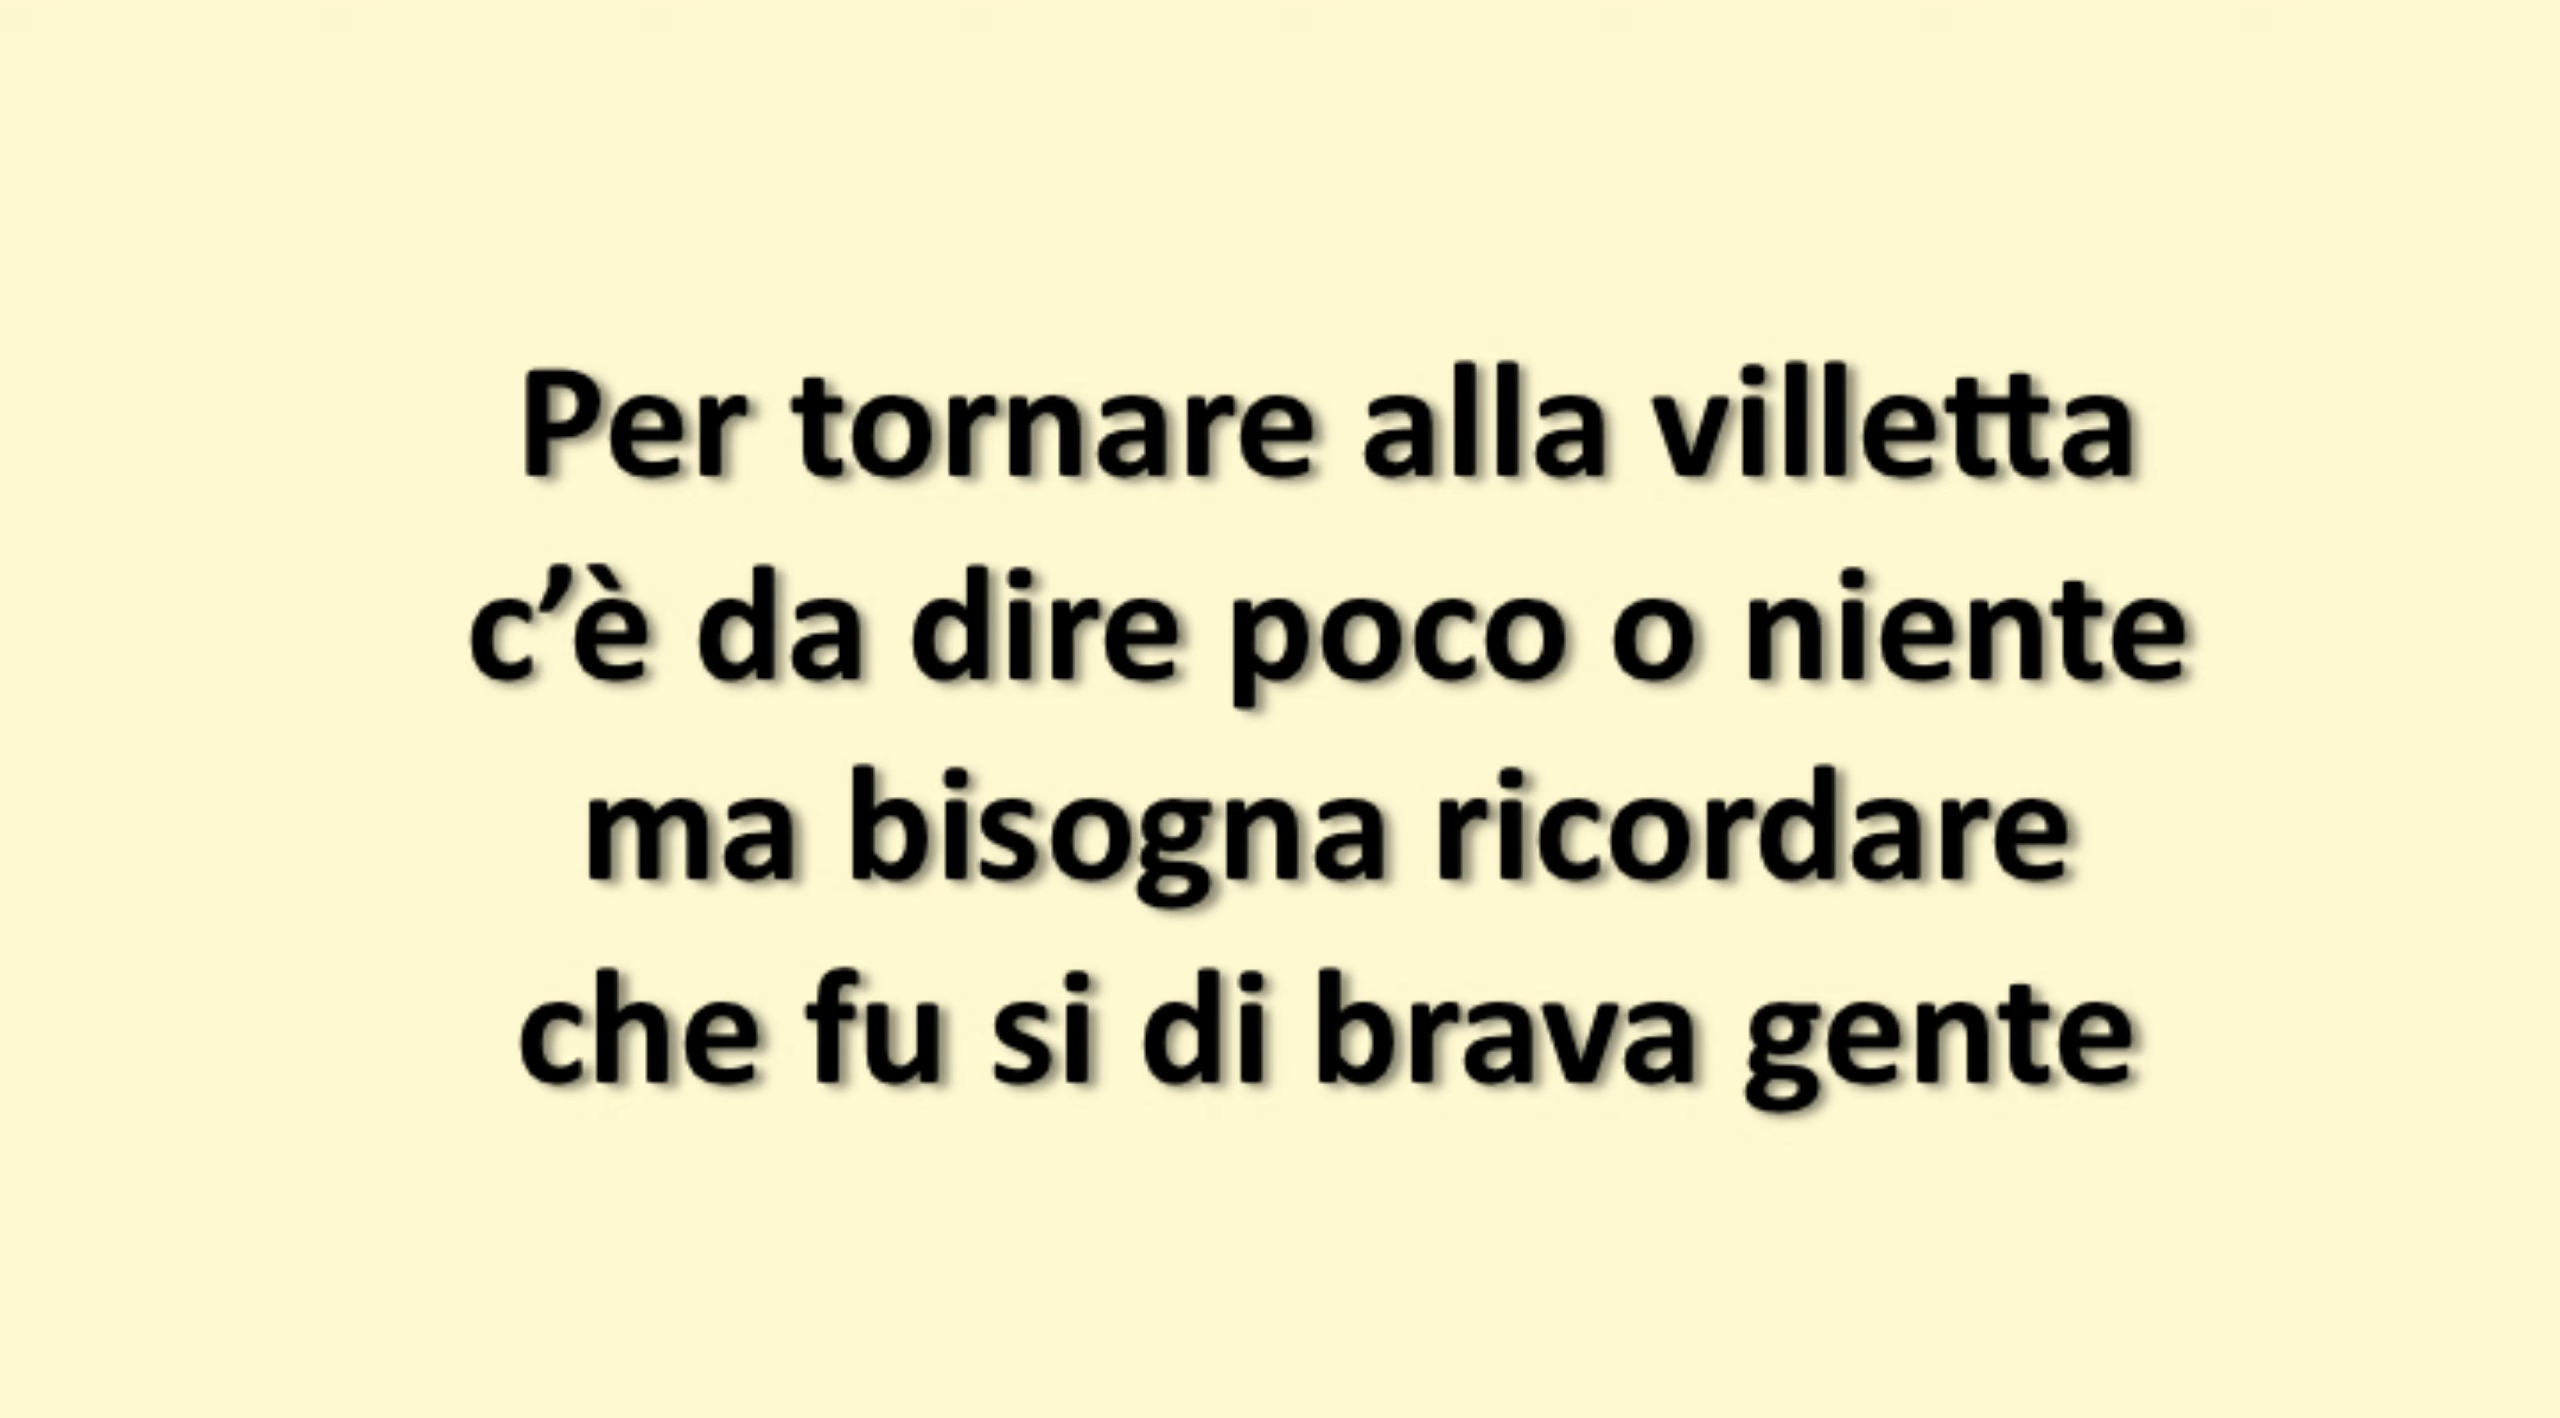 Per tornare alla villetta
c’è da dire poco o niente
ma bisogna ricordare
che fu si di brava gente